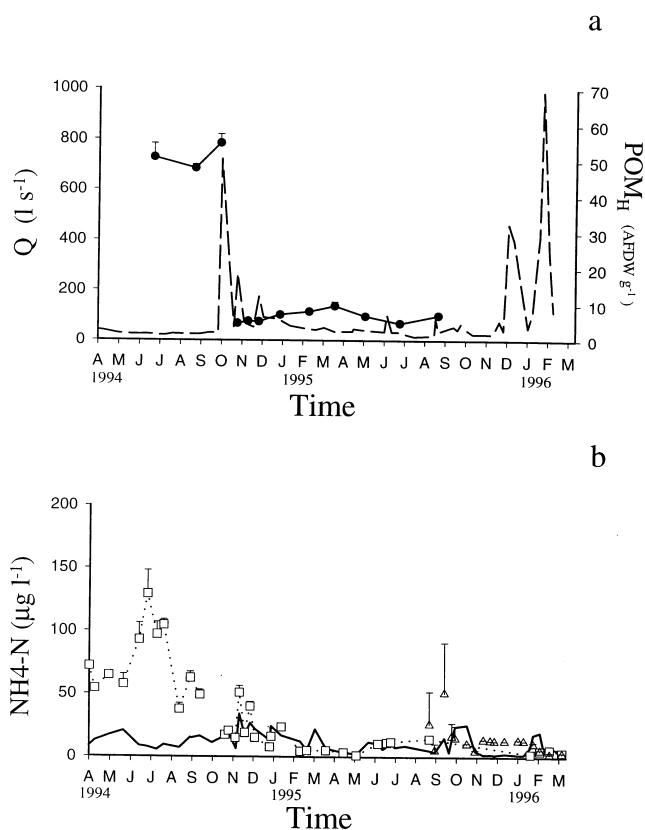 a
1000
800
600
400
200
0
Q (l s-1)
70
60
50
40
30
20
10
0
POMH (AFDW g-1)
A M J J A S O N D J F M A M J J A S O N D J F M
1994 1995 1996
Time
b
200
150
100
50
0
NH4-N (µg l-1)
A M J J A S O N D J F M A M J J A S O N D J F M
1994 1995 1996
Time